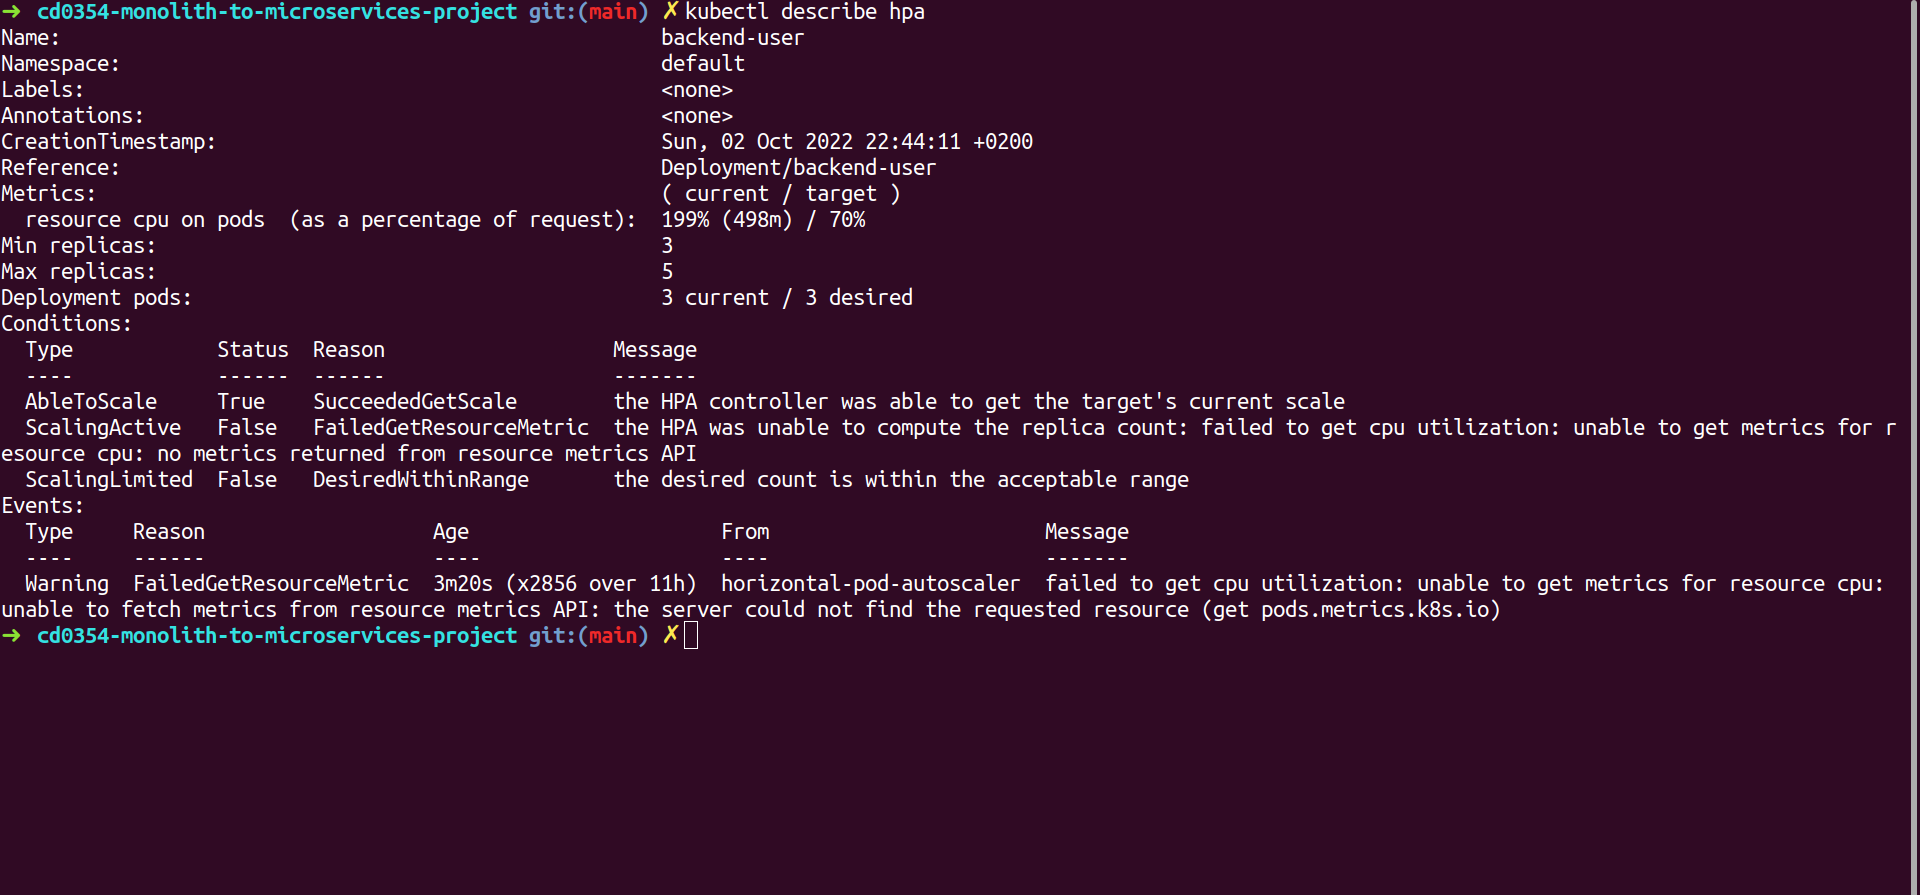 ➜  cd0354-monolith-to-microservices-project git:(main) ✗ kubectl describe hpa
Name:                                                  backend-user
Namespace:                                             default
Labels:                                                <none>
Annotations:                                           <none>
CreationTimestamp:                                     Sun, 02 Oct 2022 22:44:11 +0200
Reference:                                             Deployment/backend-user
Metrics:                                               ( current / target )
  resource cpu on pods  (as a percentage of request):  199% (498m) / 70%
Min replicas:                                          3
Max replicas:                                          5
Deployment pods:                                       3 current / 3 desired
Conditions:
  Type            Status  Reason                   Message
  ----            ------  ------                   -------
  AbleToScale     True    SucceededGetScale        the HPA controller was able to get the target's current scale
  ScalingActive   False   FailedGetResourceMetric  the HPA was unable to compute the replica count: failed to get cpu utilization: unable to get metrics for r
esource cpu: no metrics returned from resource metrics API
  ScalingLimited  False   DesiredWithinRange       the desired count is within the acceptable range
Events:
  Type     Reason                   Age                     From                       Message
  ----     ------                   ----                    ----                       -------
  Warning  FailedGetResourceMetric  3m20s (x2856 over 11h)  horizontal-pod-autoscaler  failed to get cpu utilization: unable to get metrics for resource cpu:
unable to fetch metrics from resource metrics API: the server could not find the requested resource (get pods.metrics.k8s.io)
➜  cd0354-monolith-to-microservices-project git:(main) ✗